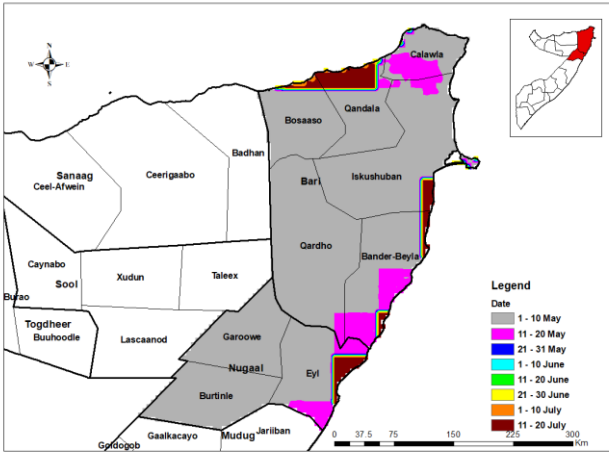 Calawla
Qandala
Bosaaso
Badhan
Sanaag
Ceel-Afwein
Ceerigaabo
Bari
Iskushuban
Qardho
Bander-Beyla
Caynabo
Sool
Xudun
Taleex
Burao
Togdheer
Buuhoodle
Lascaanod
Garoowe
Nugaal
Eyl
Burtinle
Jariiban
Gaalkacayo
Mudug
Goldogob
N
W E
S
Legend
Date
1 - 10 May
11 - 20 May
21 - 31 May
1 - 10 June
11 - 20 June
21 - 30 June
1 - 10 July
11 - 20 July
0 37.5 75 150 225 300
Km